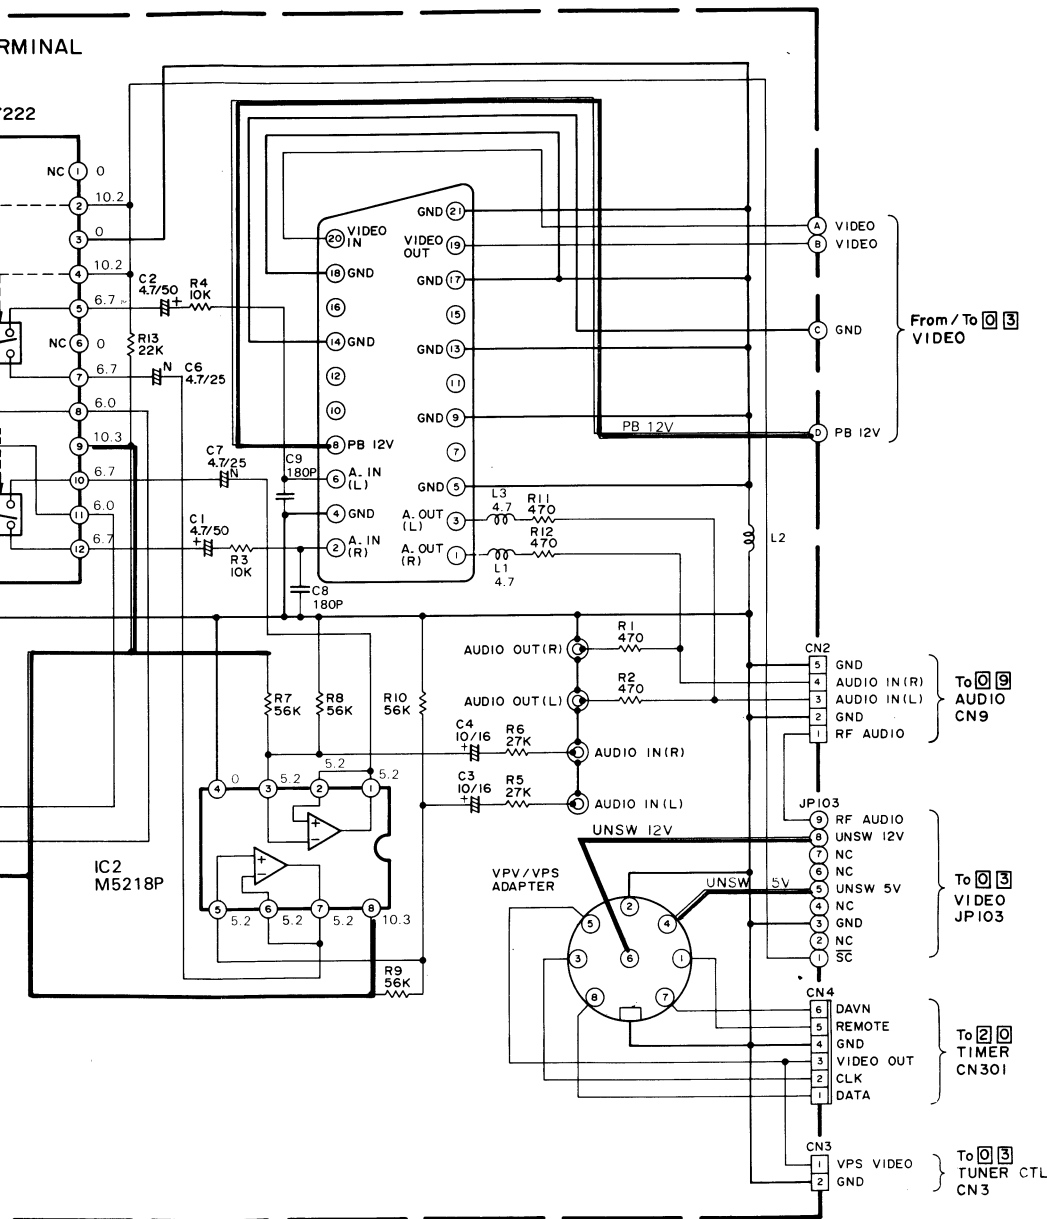 RMINAL
222
NC 1 0
2 10.2
3 0
4 10.2
5 6.7
NC 6 0
7 6.7
8 6.0
9 10.3
10 6.7
11 6.0
12 6.7
C2
4.7/50
+
R4
10K
R13
22K
N C6
4.7/25
C7
4.7/25
N
C9
180P
C1
4.7/50
+
R3
10K
C8
180P
GND 21
20 VIDEO
IN
VIDEO
OUT 19
18 GND
GND 17
16
15
14 GND
GND 13
12
11
10
GND 9
8 PB 12V
7
6 A. IN
(L)
GND 5
4 GND
A. OUT
(L) 3
2 A. IN
(R)
A. OUT
(R) 1
L3
4.7
R11
470
R12
470
L1
4.7
L2
PB 12V
A VIDEO
B VIDEO
C GND
D PB 12V
From/To 0 3
VIDEO
AUDIO OUT(R)
R1
470
AUDIO OUT(L)
R2
470
AUDIO IN(R)
AUDIO IN(L)
C4
10/16
+
R6
27K
C3
10/16
+
R5
27K
R7
56K
R8
56K
R10
56K
R9
56K
4 0
3 5.2
2 5.2
1 5.2
+
−
+
−
5 5.2
6 5.2
7 5.2
8 10.3
IC2
M5218P
CN2
5 GND
4 AUDIO IN(R)
3 AUDIO IN(L)
2 GND
1 RF AUDIO
To 0 9
AUDIO
CN9
JP103
9 RF AUDIO
8 UNSW 12V
7 NC
6 NC
5 UNSW 5V
4 NC
3 GND
2 NC
1 SC
To 0 3
VIDEO
JP103
UNSW 12V
UNSW 5V
VPV/VPS
ADAPTER
2
5
4
3
6
1
8
7
CN4
6 DAVN
5 REMOTE
4 GND
3 VIDEO OUT
2 CLK
1 DATA
To 2 0
TIMER
CN301
CN3
1 VPS VIDEO
2 GND
To 0 3
TUNER CTL
CN3